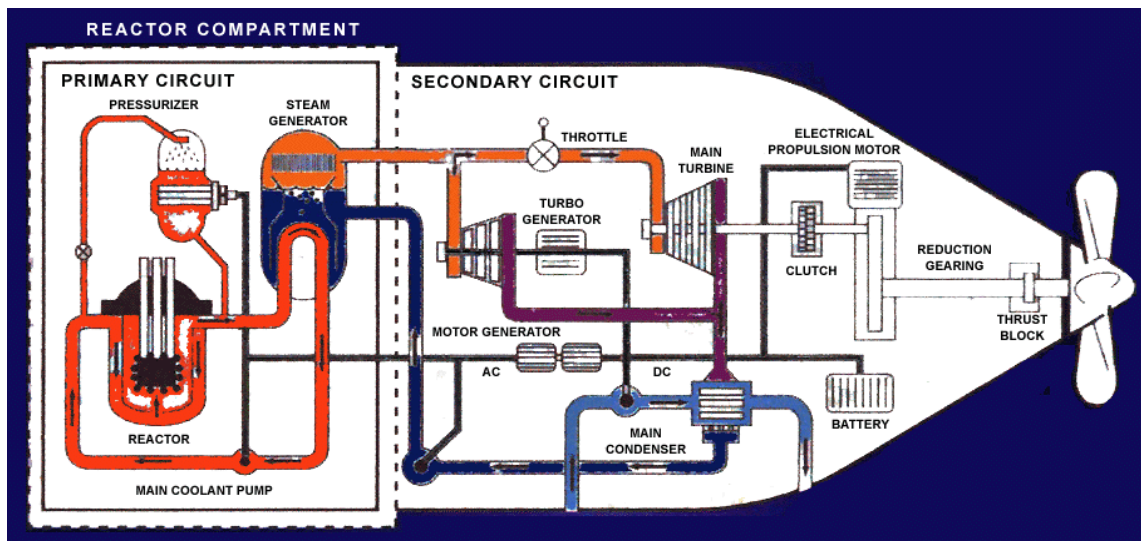 REACTOR COMPARTMENT
PRIMARY CIRCUIT
SECONDARY CIRCUIT
PRESSURIZER
STEAM
GENERATOR
THROTTLE
MAIN
TURBINE
ELECTRICAL
PROPULSION MOTOR
TURBO
GENERATOR
CLUTCH
REDUCTION
GEARING
THRUST
BLOCK
MOTOR GENERATOR
AC
DC
REACTOR
MAIN
CONDENSER
BATTERY
MAIN COOLANT PUMP